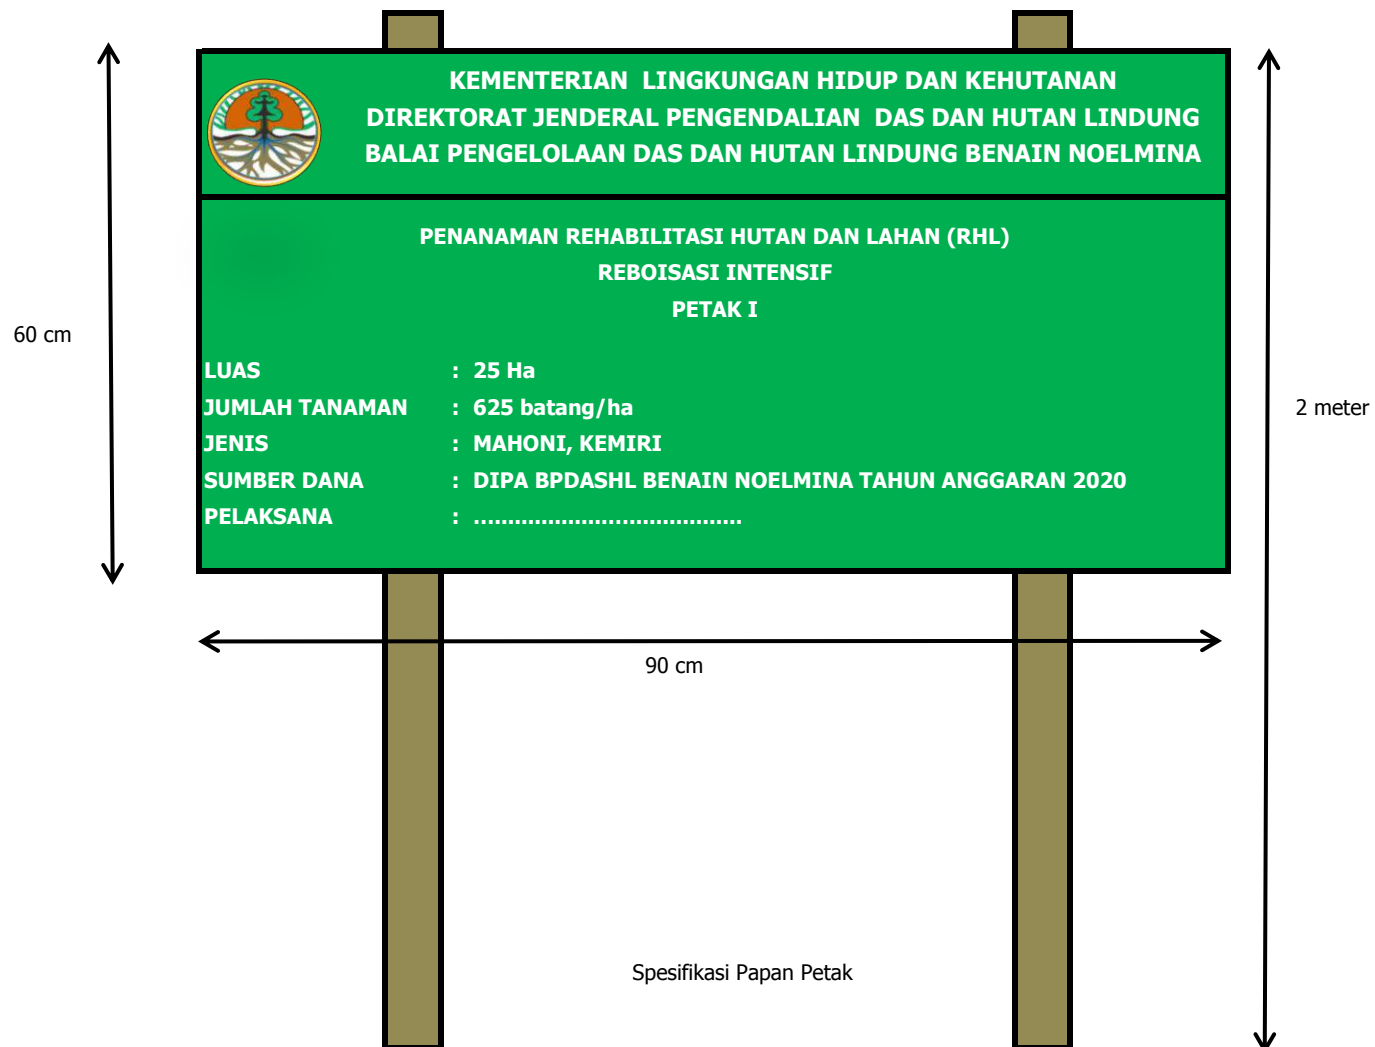 KEMENTERIAN LINGKUNGAN HIDUP DAN KEHUTANAN
DIREKTORAT JENDERAL PENGENDALIAN DAS DAN HUTAN LINDUNG
BALAI PENGELOLAAN DAS DAN HUTAN LINDUNG BENAIN NOELMINA
PENANAMAN REHABILITASI HUTAN DAN LAHAN (RHL)
REBOISASI INTENSIF
PETAK I
60 cm
LUAS : 25 Ha
JUMLAH TANAMAN : 625 batang/ha
2 meter
JENIS : MAHONI, KEMIRI
SUMBER DANA : DIPA BPDASHL BENAIN NOELMINA TAHUN ANGGARAN 2020
PELAKSANA : ........................................
90 cm
Spesifikasi Papan Petak